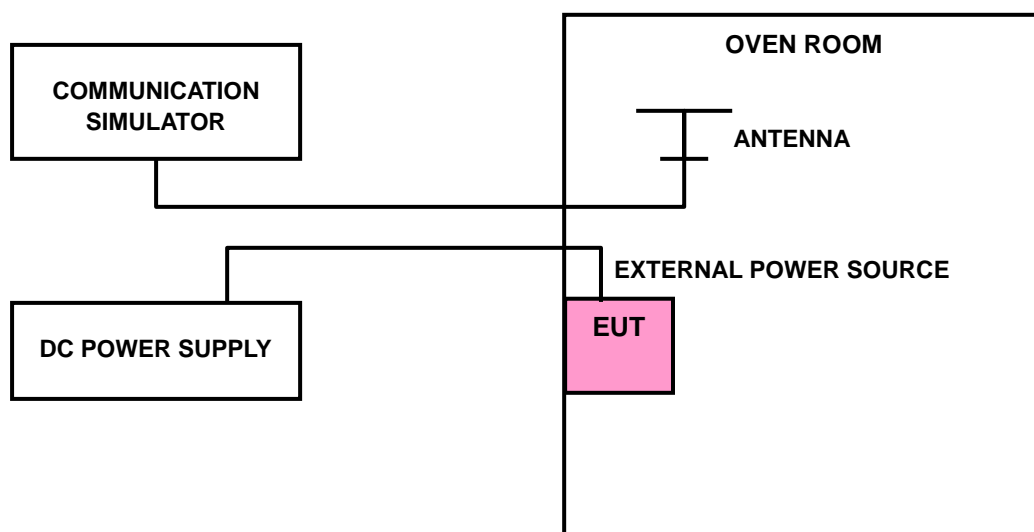 OVEN ROOM
COMMUNICATION
SIMULATOR
ANTENNA
EXTERNAL POWER SOURCE
EUT
DC POWER SUPPLY